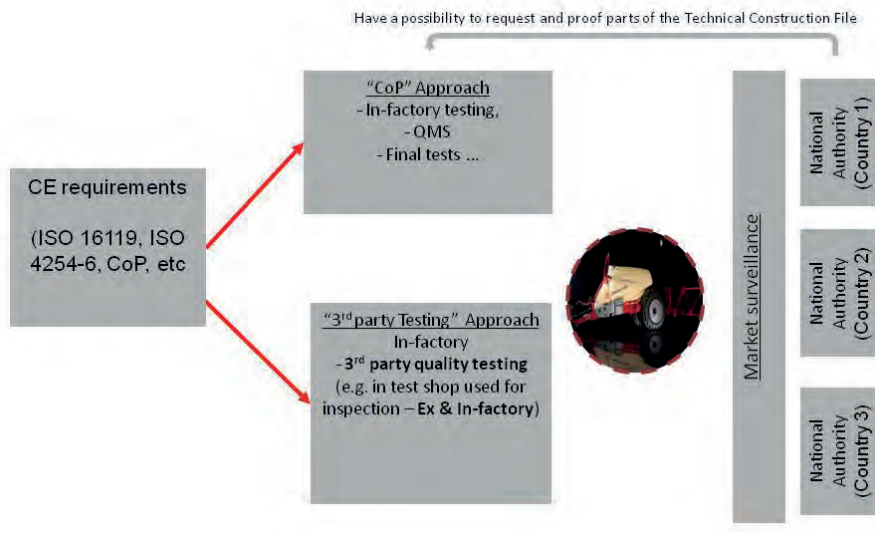 Have a possibility to request and proof parts of the Technical Construction File
"CoP" Approach
- In-factory testing,
- QMS
- Final tests ...
CE requirements
(ISO 16119, ISO
4254-6, CoP, etc
"3rd party Testing" Approach
In-factory
- 3rd party quality testing
(e.g. in test shop used for
inspection – Ex & In-factory)
Market surveillance
National
Authority
(Country 1)
National
Authority
(Country 2)
National
Authority
(Country 3)